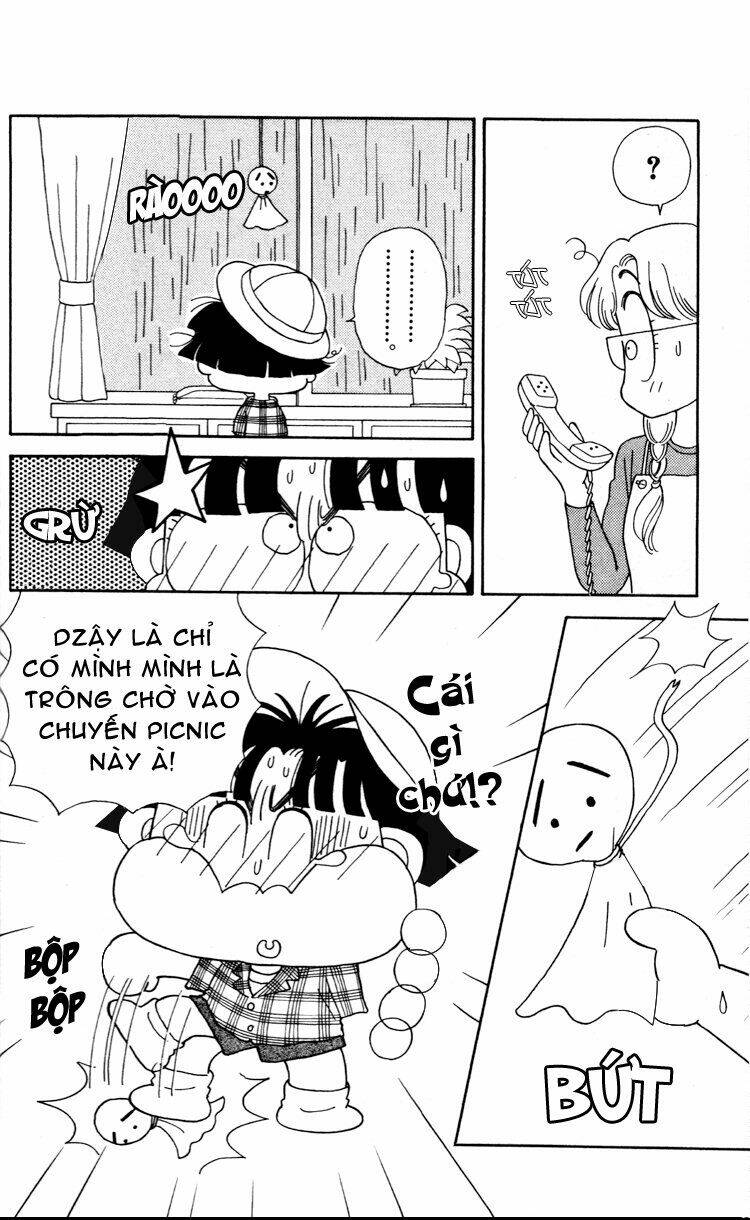 ?
RÀOOOO
.................。
GRỪ
BỨT
Cái
gì
chứ!?
DZẬY LÀ CHỈ
CÓ MÌNH MÌNH LÀ
TRÔNG CHỜ VÀO
CHUYẾN PICNIC
NÀY À!
BỘP
BỘP